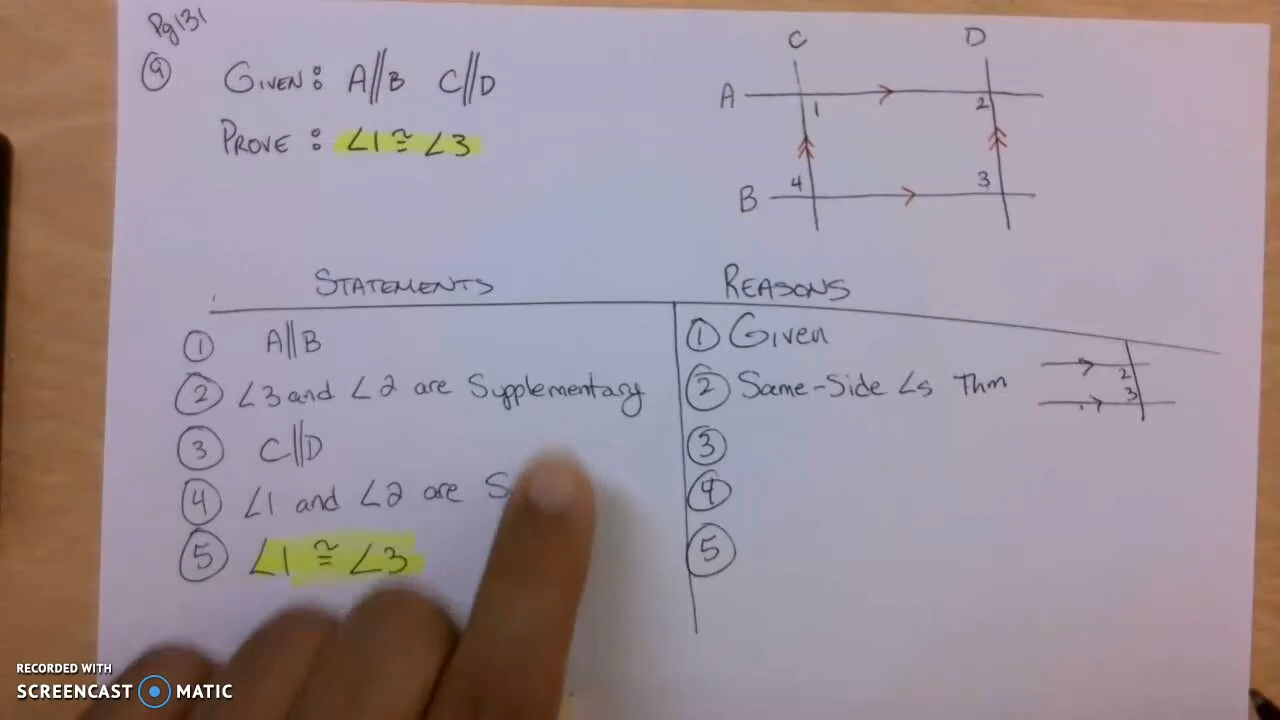 Pg 131
9 Given: A∥B C∥D
Prove: ∠1 ≅ ∠3
C D
A 1 2
B 4 3
Statements Reasons
1 A∥B 1 Given
2 ∠3 and ∠2 are Supplementary 2 Same-Side ∠s Thm
2
3
3 C∥D 3
4 ∠1 and ∠2 are 4
5 ∠1 ≅ ∠3 5
RECORDED WITH
SCREENCAST MATIC